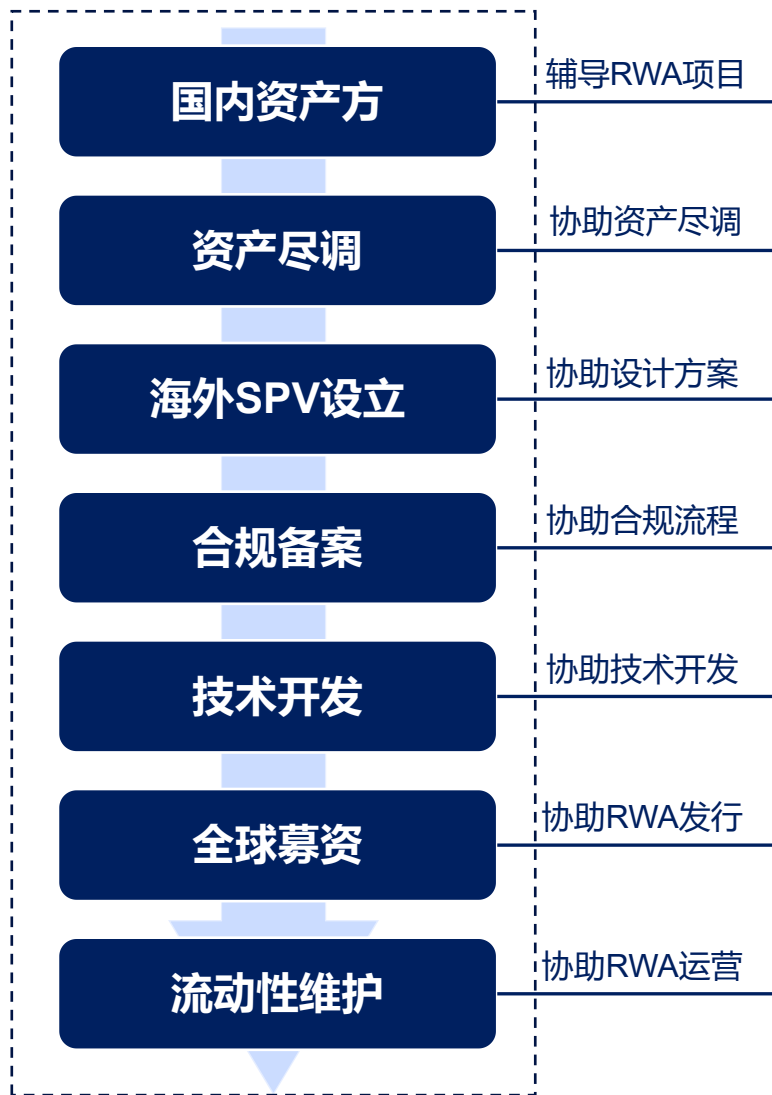 国内资产方
辅导RWA项目
资产尽调
协助资产尽调
海外SPV设立
协助设计方案
合规备案
协助合规流程
技术开发
协助技术开发
全球募资
协助RWA发行
流动性维护
协助RWA运营